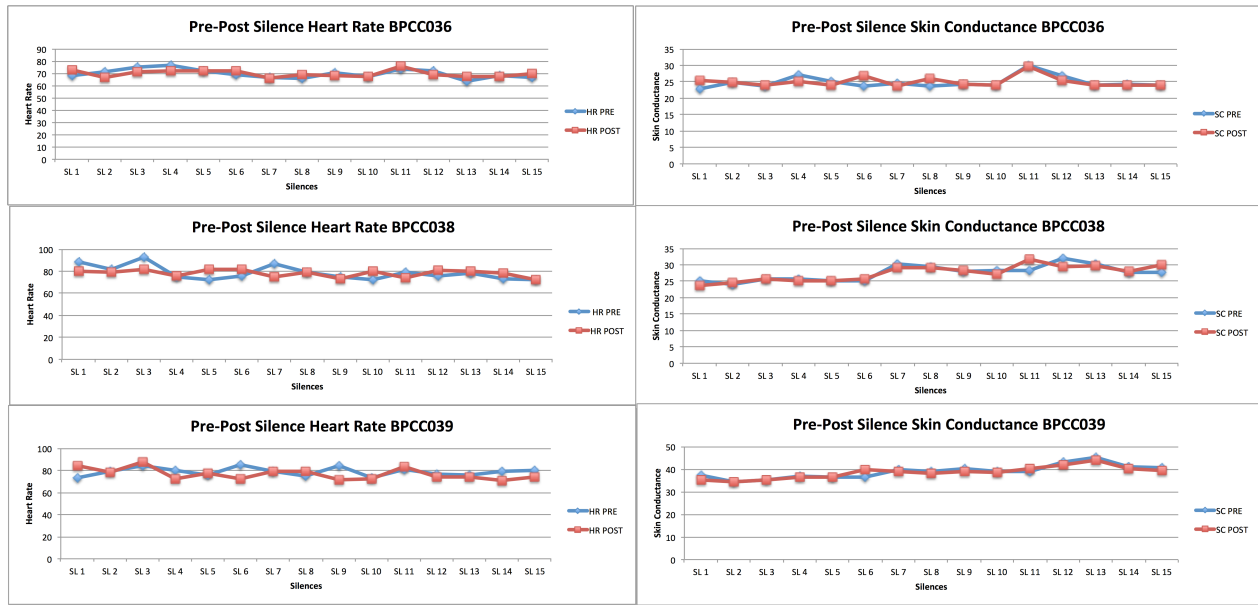 Pre-Post Silence Heart Rate BPCC036
90
80
70
60
50
40
30
20
10
0
Heart Rate
SL 1 SL 2 SL 3 SL 4 SL 5 SL 6 SL 7 SL 8 SL 9 SL 10 SL 11 SL 12 SL 13 SL 14 SL 15
Silences
HR PRE
HR POST
Pre-Post Silence Skin Conductance BPCC036
35
30
25
20
15
10
5
0
Skin Conductance
SL 1 SL 2 SL 3 SL 4 SL 5 SL 6 SL 7 SL 8 SL 9 SL 10 SL 11 SL 12 SL 13 SL 14 SL 15
Silences
SC PRE
SC POST
Pre-Post Silence Heart Rate BPCC038
100
80
60
40
20
0
Heart Rate
SL 1 SL 2 SL 3 SL 4 SL 5 SL 6 SL 7 SL 8 SL 9 SL 10 SL 11 SL 12 SL 13 SL 14 SL 15
Silences
HR PRE
HR POST
Pre-Post Silence Skin Conductance BPCC038
35
30
25
20
15
10
5
0
Skin Conductance
SL 1 SL 2 SL 3 SL 4 SL 5 SL 6 SL 7 SL 8 SL 9 SL 10 SL 11 SL 12 SL 13 SL 14 SL 15
Silences
SC PRE
SC POST
Pre-Post Silence Heart Rate BPCC039
100
80
60
40
20
0
Heart Rate
SL 1 SL 2 SL 3 SL 4 SL 5 SL 6 SL 7 SL 8 SL 9 SL 10 SL 11 SL 12 SL 13 SL 14 SL 15
Silences
HR PRE
HR POST
Pre-Post Silence Skin Conductance BPCC039
50
40
30
20
10
0
Skin Conductance
SL 1 SL 2 SL 3 SL 4 SL 5 SL 6 SL 7 SL 8 SL 9 SL 10 SL 11 SL 12 SL 13 SL 14 SL 15
Silences
SC PRE
SC POST